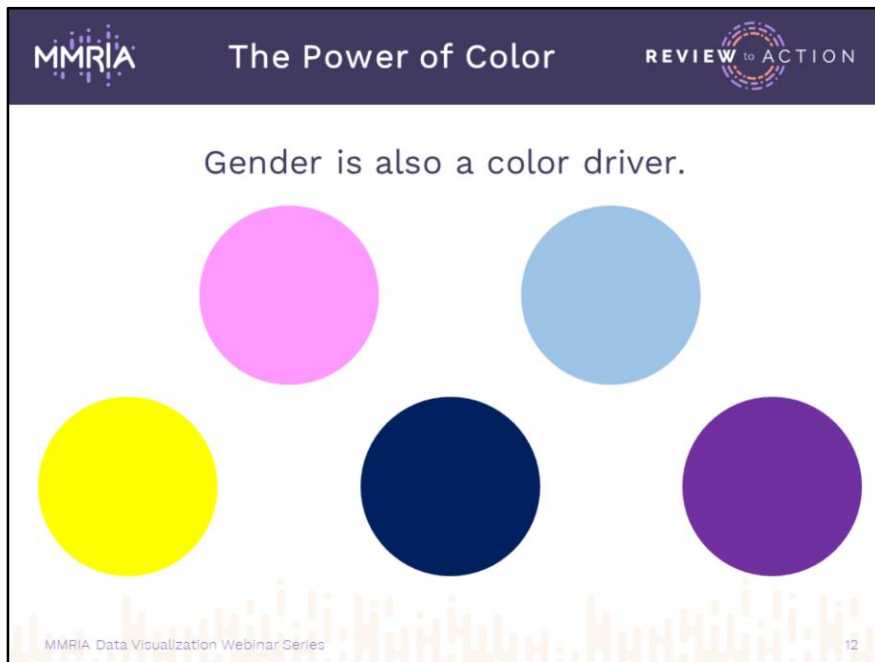 MMRIA
The Power of Color
REVIEW to ACTION
Gender is also a color driver.
MMRIA Data Visualization Webinar Series
12